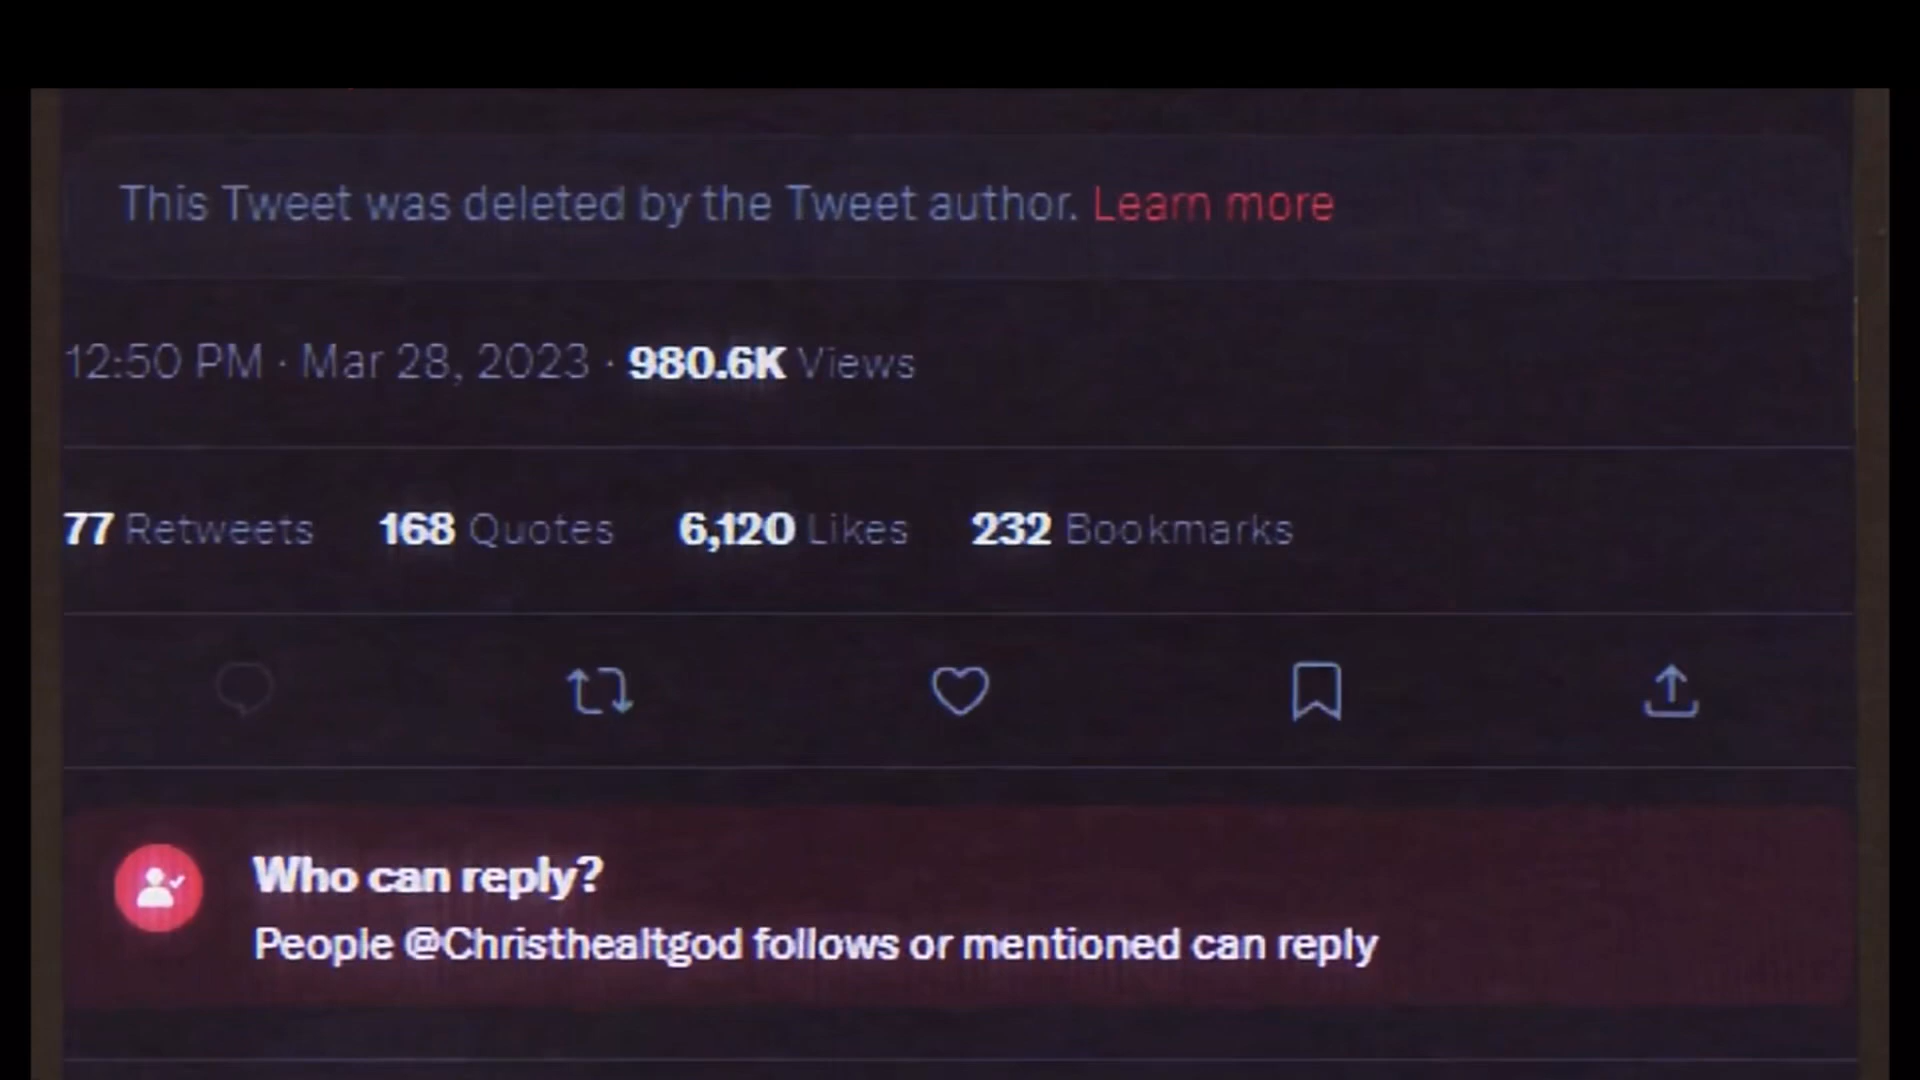 This Tweet was deleted by the Tweet author. Learn more
12:50 PM · Mar 28, 2023 · 980.6K Views
77 Retweets 168 Quotes 6,120 Likes 232 Bookmarks
Who can reply?
People @Christhealtgod follows or mentioned can reply